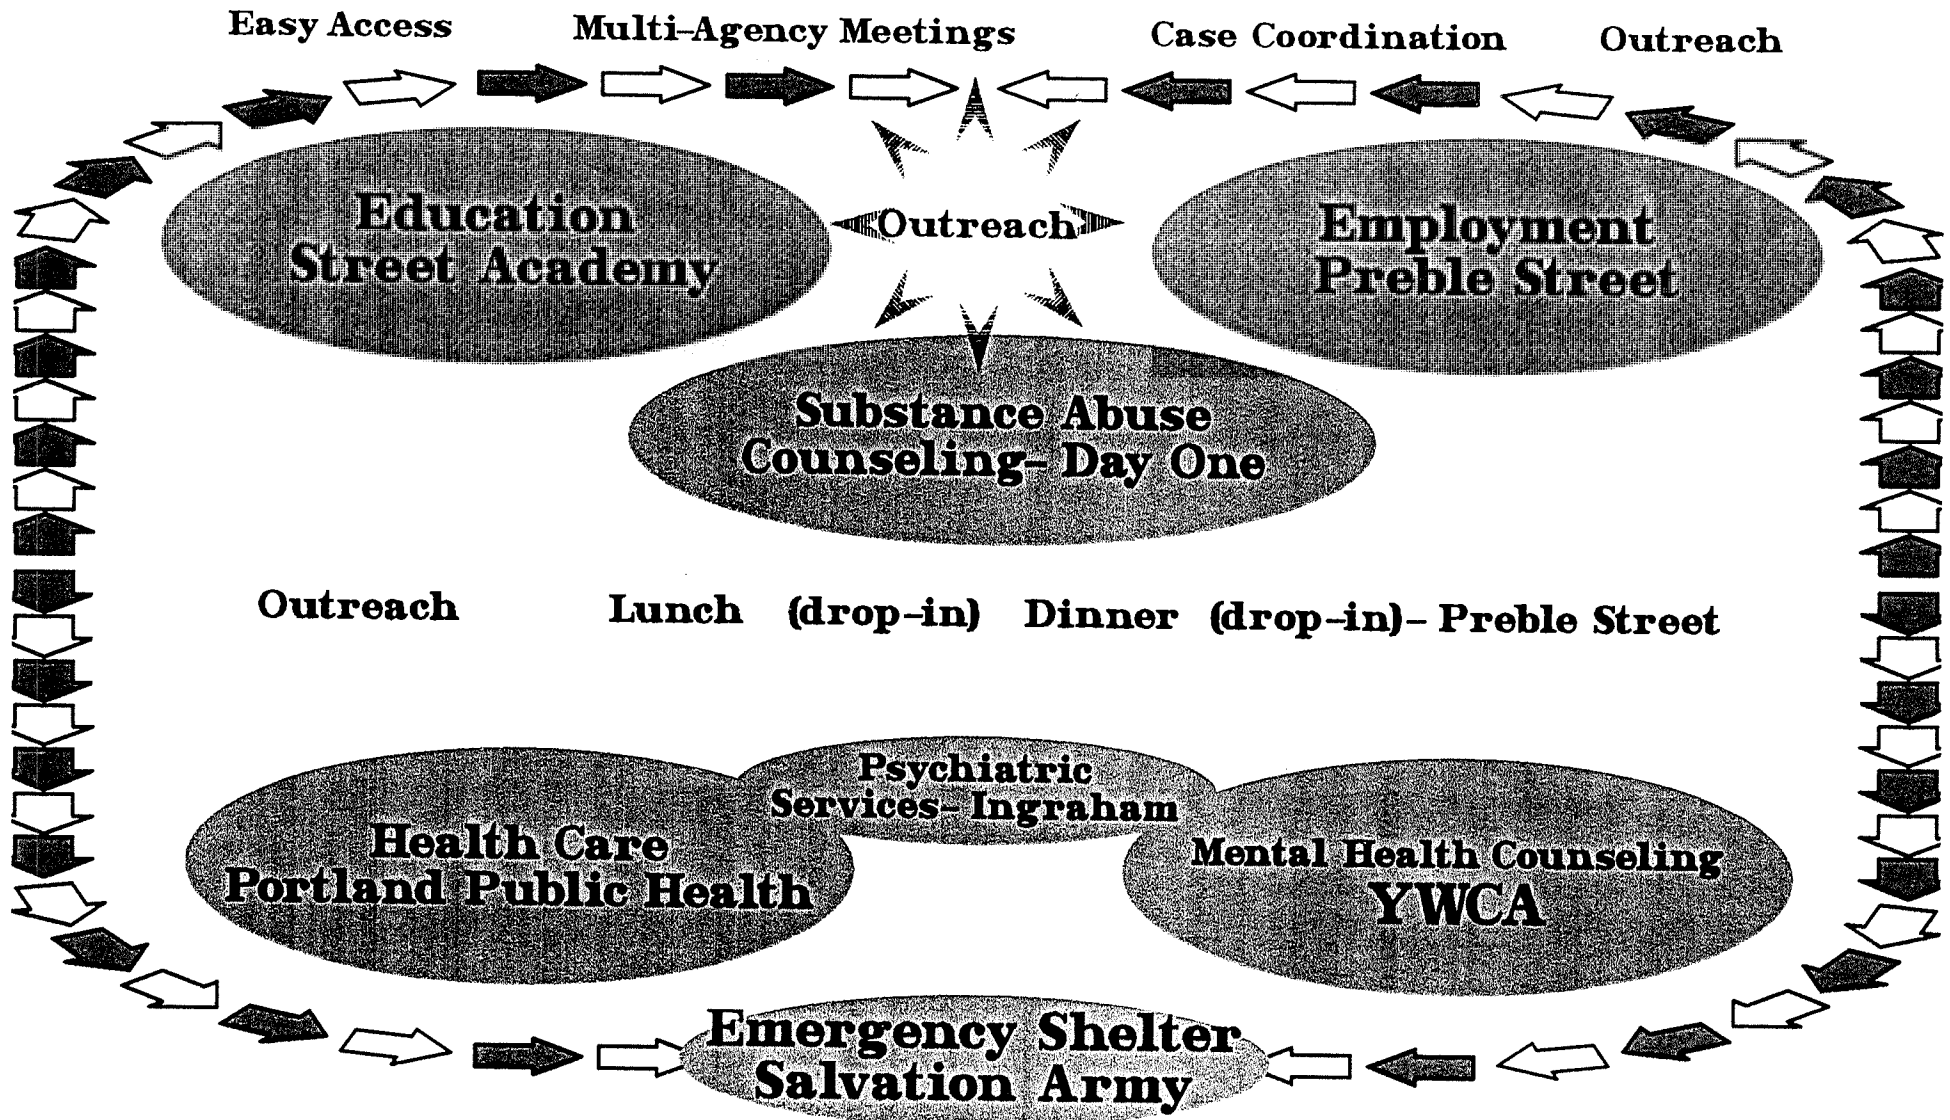 Easy Access Multi-Agency Meetings Case Coordination Outreach
Education
Street Academy
Outreach
Employment
Preble Street
Substance Abuse
Counseling- Day One
Outreach Lunch (drop-in) Dinner (drop-in)- Preble Street
Psychiatric
Services- Ingraham
Health Care
Portland Public Health
Mental Health Counseling
YWCA
Emergency Shelter
Salvation Army